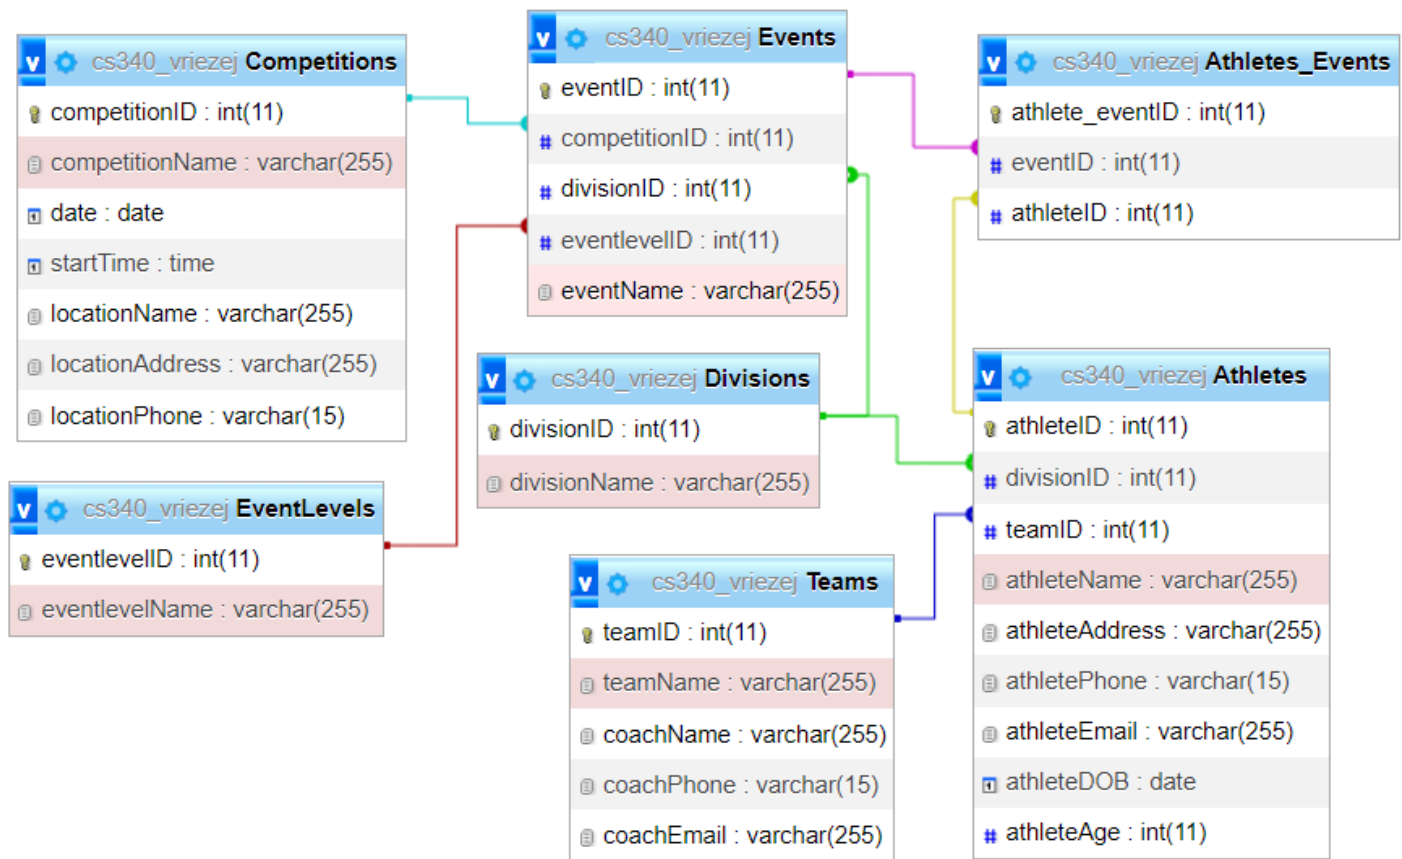 cs340_vriezej Competitions
competitionID : int(11)
competitionName : varchar(255)
date : date
startTime : time
locationName : varchar(255)
locationAddress : varchar(255)
locationPhone : varchar(15)
cs340_vriezej Events
eventID : int(11)
competitionID : int(11)
divisionID : int(11)
eventlevelID : int(11)
eventName : varchar(255)
cs340_vriezej Athletes_Events
athlete_eventID : int(11)
eventID : int(11)
athleteID : int(11)
cs340_vriezej Divisions
divisionID : int(11)
divisionName : varchar(255)
cs340_vriezej Athletes
athleteID : int(11)
divisionID : int(11)
teamID : int(11)
athleteName : varchar(255)
athleteAddress : varchar(255)
athletePhone : varchar(15)
athleteEmail : varchar(255)
athleteDOB : date
athleteAge : int(11)
cs340_vriezej EventLevels
eventlevelID : int(11)
eventlevelName : varchar(255)
cs340_vriezej Teams
teamID : int(11)
teamName : varchar(255)
coachName : varchar(255)
coachPhone : varchar(15)
coachEmail : varchar(255)